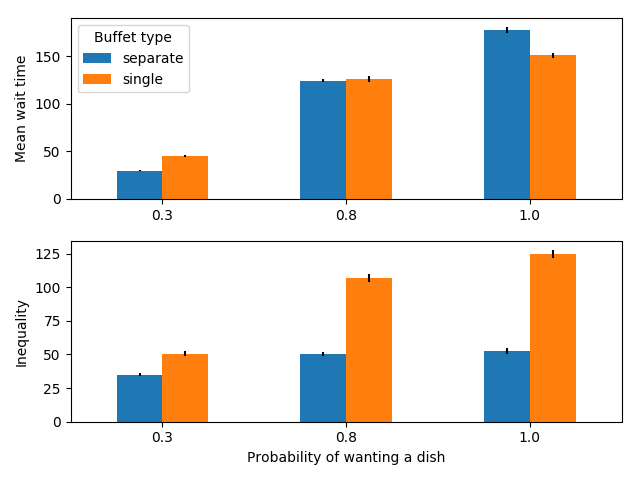 Buffet type
separate
single
Mean wait time
150
100
50
0
0.3 0.8 1.0
Inequality
125
100
75
50
25
0
0.3 0.8 1.0
Probability of wanting a dish